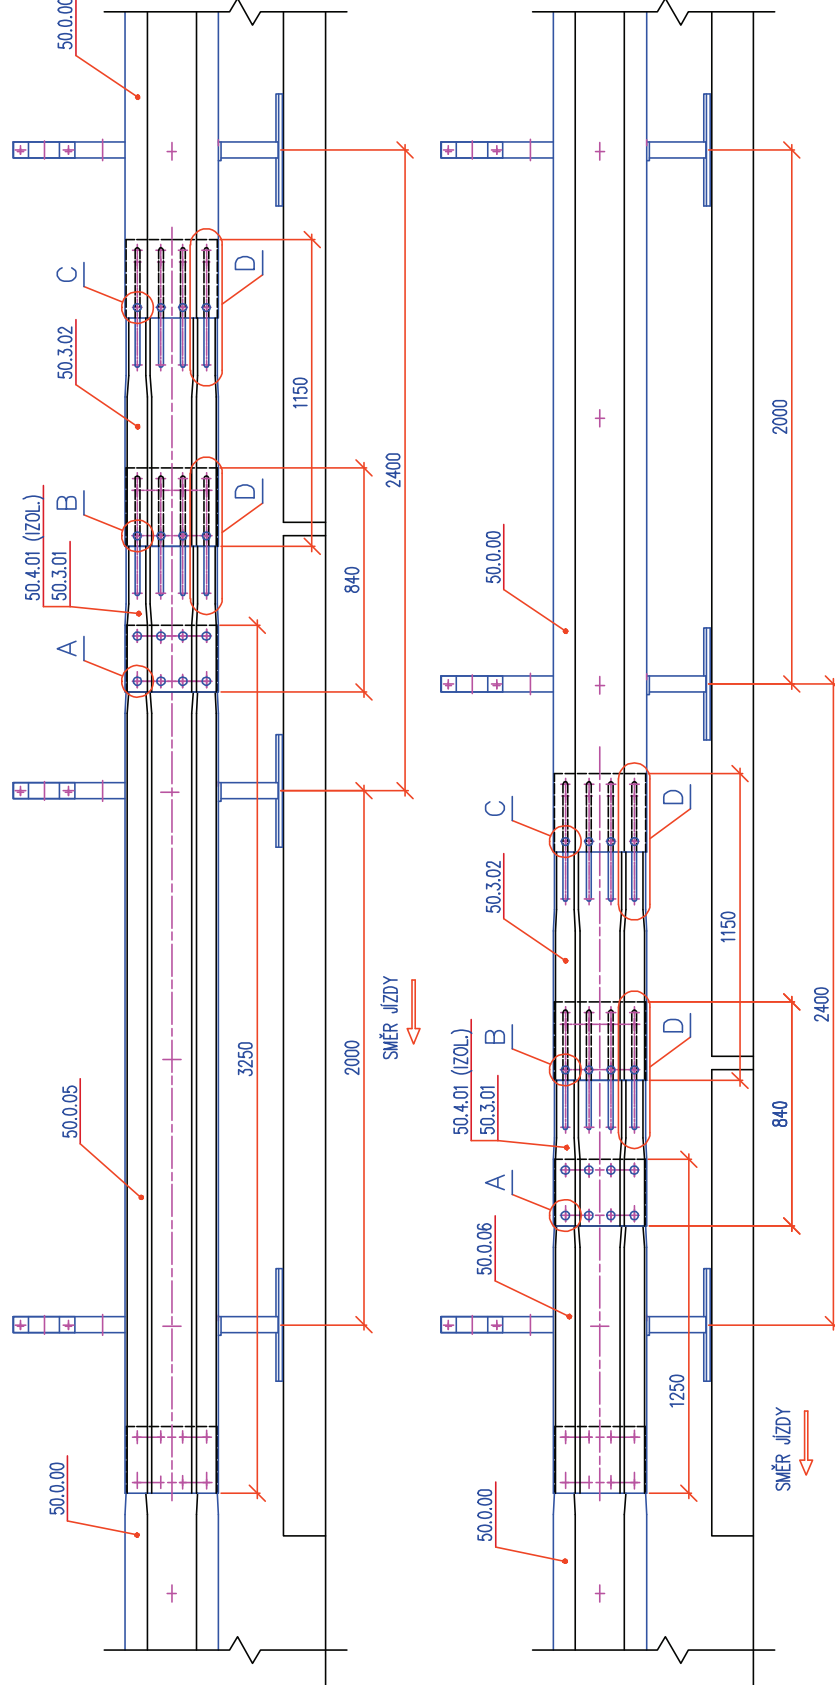 50.0.00
C
D
50.3.02
1150
2400
50.4.01 (IZOL.)
50.3.01
B
D
840
A
SMĚR JÍZDY
3250
2000
50.0.05
50.0.00
2000
50.0.00
C
D
50.3.02
1150
2400
50.4.01 (IZOL.)
50.3.01
B
D
840
A
50.0.06
1250
SMĚR JÍZDY
50.0.00